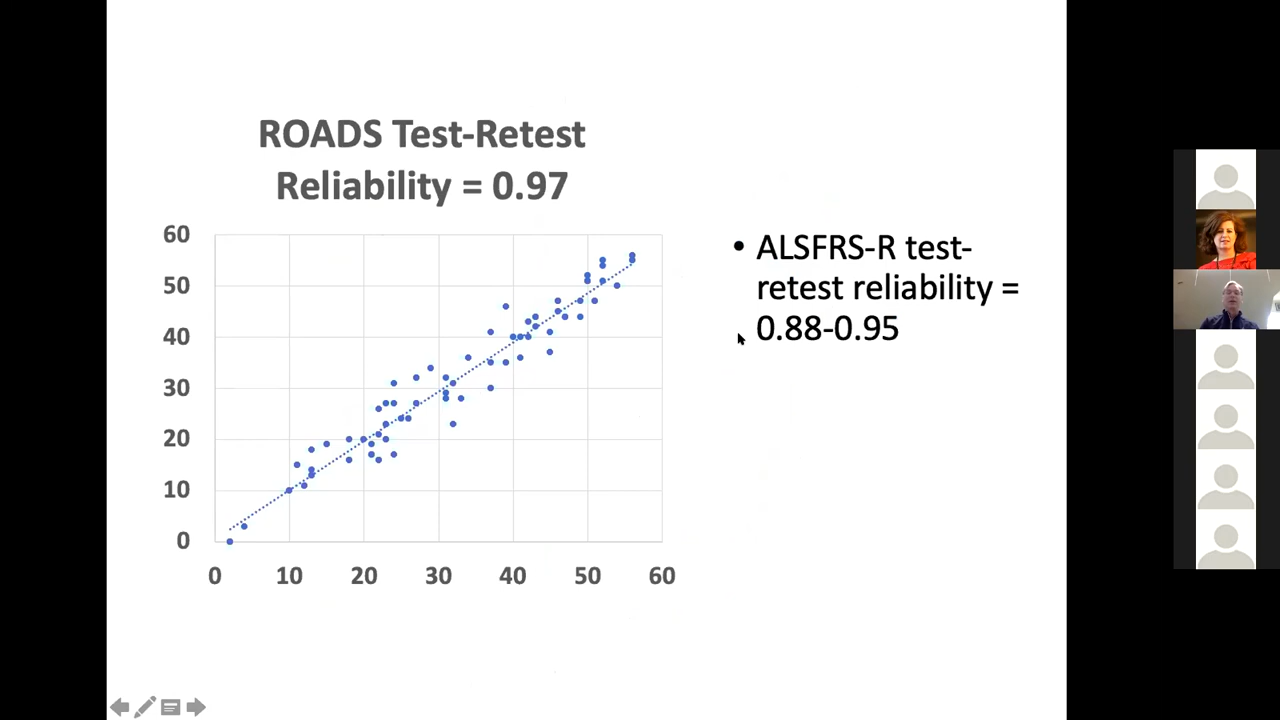 ROADS Test-Retest
Reliability = 0.97
60
50
40
30
20
10
0
0 10 20 30 40 50 60
• ALSFRS-R test-
retest reliability =
0.88-0.95